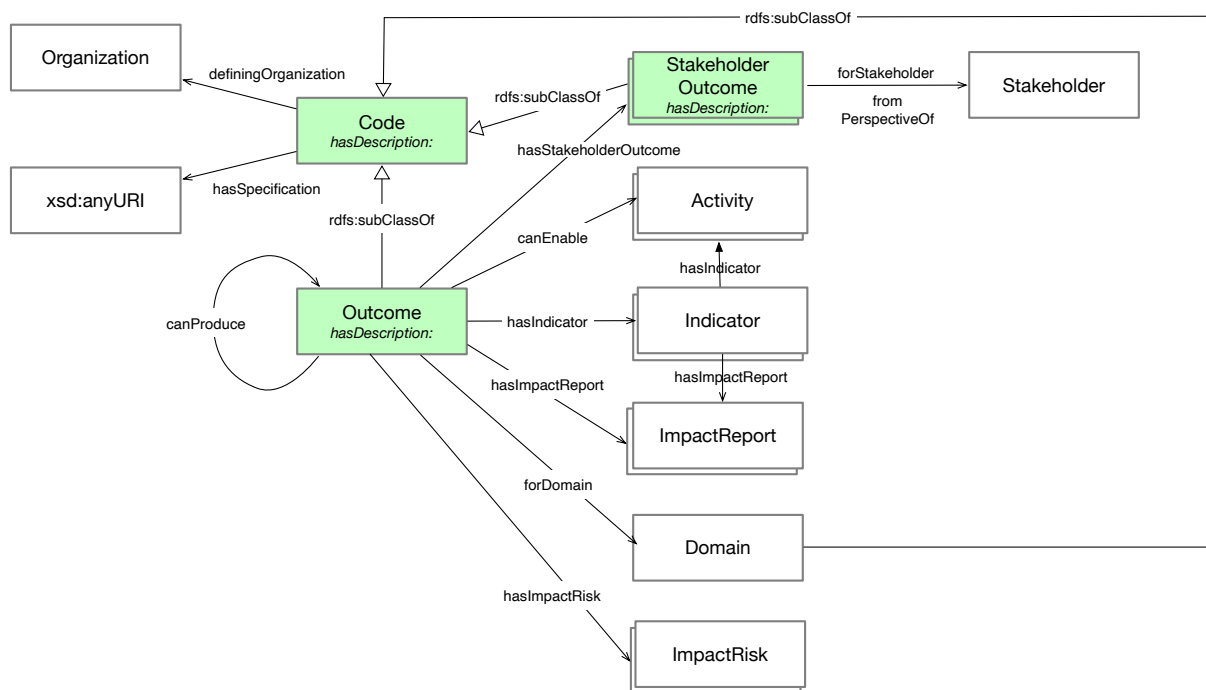 rdfs:subClassOf
Organization
definingOrganization
Code
hasDescription:
xsd:anyURI
hasSpecification
rdfs:subClassOf
Stakeholder
Outcome
hasDescription:
forStakeholder
from
PerspectiveOf
Stakeholder
hasStakeholderOutcome
Activity
rdfs:subClassOf
canEnable
hasIndicator
canProduce
Outcome
hasDescription:
hasIndicator
Indicator
hasImpactReport
hasImpactReport
ImpactReport
forDomain
Domain
hasImpactRisk
ImpactRisk